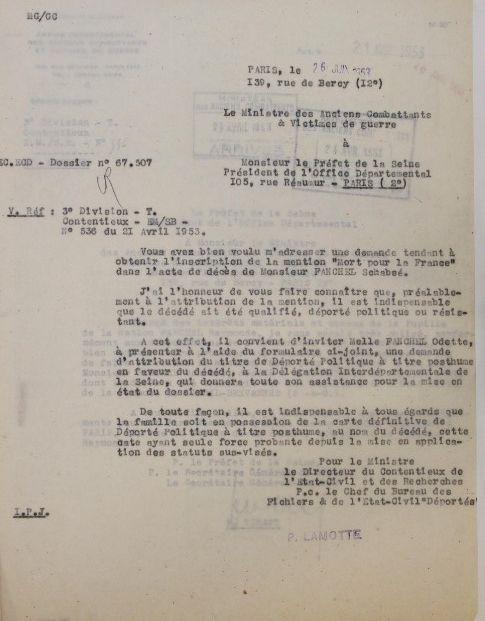 MG/GC
PARIS, le 26 JUIN 1953
139, rue de Bercy (12°)
Le Ministre des Anciens Combattants
& Victimes de guerre
à
ARCHIVES
Monsieur le Préfet de la Seine
Président de l'Office Départemental
105, rue Réaumur - PARIS ( 2°)
EC.ECD - Dossier n° 67.507
V. Réf : 3° Division - T.
Contentieux - EM/SB -
N° 536 du 21 Avril 1953.
Vous avez bien voulu m'adresser une demande tendant à
obtenir l'inscription de la mention "Mort pour la France"
dans l'acte de décès de Monsieur FANCHEL Schabsé.
J'ai l'honneur de vous faire connaître que, préalable-
ment à l'attribution de la mention, il est indispensable
que le décédé ait été qualifié, déporté politique ou résis-
tant.
A cet effet, il convient d'inviter Melle FANCHEL Odette,
à présenter à l'aide du formulaire ci-joint, une demande
d'attribution du titre de Déporté Politique à titre posthume
en faveur du décédé, à la Délégation Interdépartementale de
la Seine, qui donnera toute son assistance pour la mise en
état du dossier.
De toute façon, il est indispensable à tous égards que
la famille soit en possession de la carte définitive de
Déporté Politique à titre posthume, au nom du décédé, cette
cate ayant seule force probante depuis la mise en applica-
tion des statuts sus-visés.
Pour le Ministre
le Directeur du Contentieux de
l'Etat-Civil et des Recherches
P.c. le Chef du Bureau des
Fichiers & de l'Etat-Civil"Déportés"
I.P.J.
P. LAMOTTE